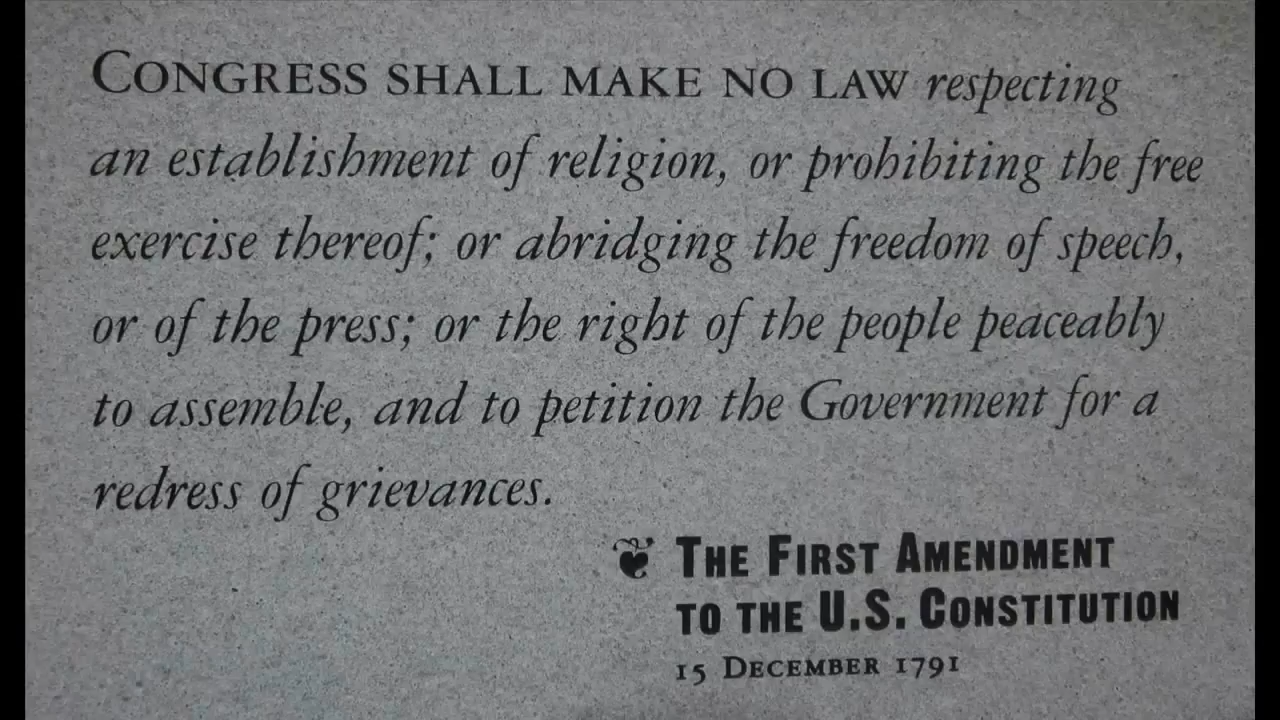 CONGRESS SHALL MAKE NO LAW respecting
an establishment of religion, or prohibiting the free
exercise thereof; or abridging the freedom of speech,
or of the press; or the right of the people peaceably
to assemble, and to petition the Government for a
redress of grievances.
❦ THE FIRST AMENDMENT
TO THE U.S. CONSTITUTION
15 DECEMBER 1791